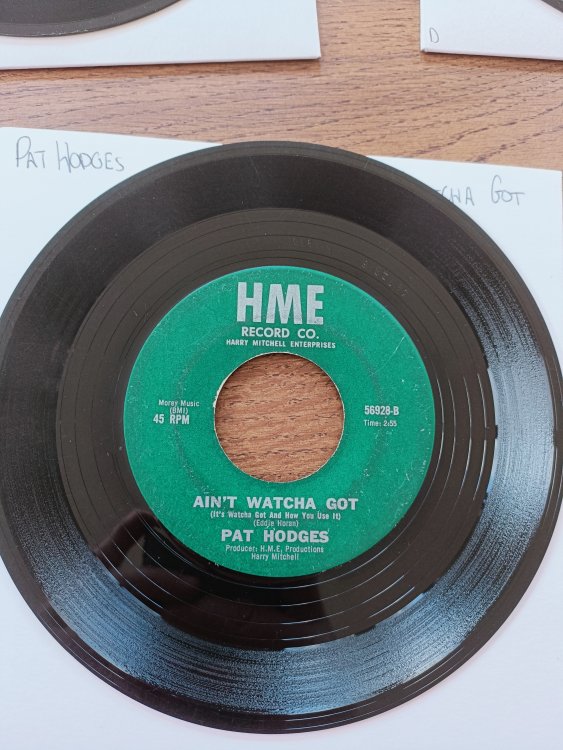 D
PAT HODGES
TCHA GOT
HME
RECORD CO.
HARRY MITCHELL ENTERPRISES
Morey Music
(BMI)
45 RPM
56928-B
Time: 2:55
AIN'T WATCHA GOT
(It's Watcha Got And How You Use It)
(Eddie Horan)
PAT HODGES
Producer: H.M.E. Productions
Harry Mitchell